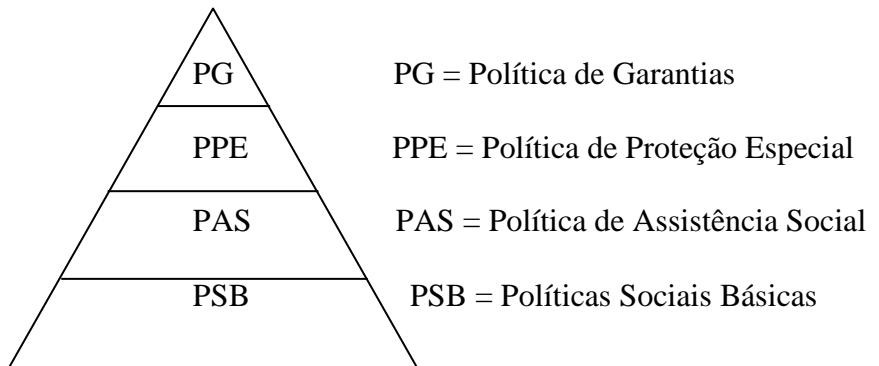 PG PG = Política de Garantias
PPE PPE = Política de Proteção Especial
PAS PAS = Política de Assistência Social
PSB PSB = Políticas Sociais Básicas